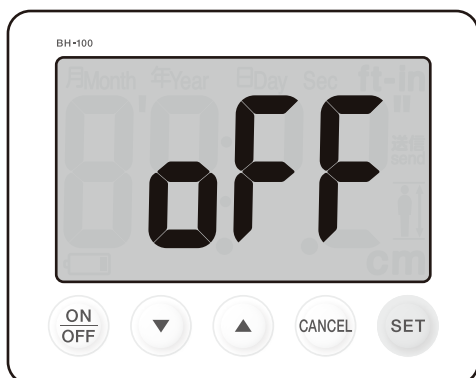 BH-100
月Month 年Year 日Day Sec. ft-in
oFF
送信
send
cm
ON
OFF
▼ ▲ CANCEL SET